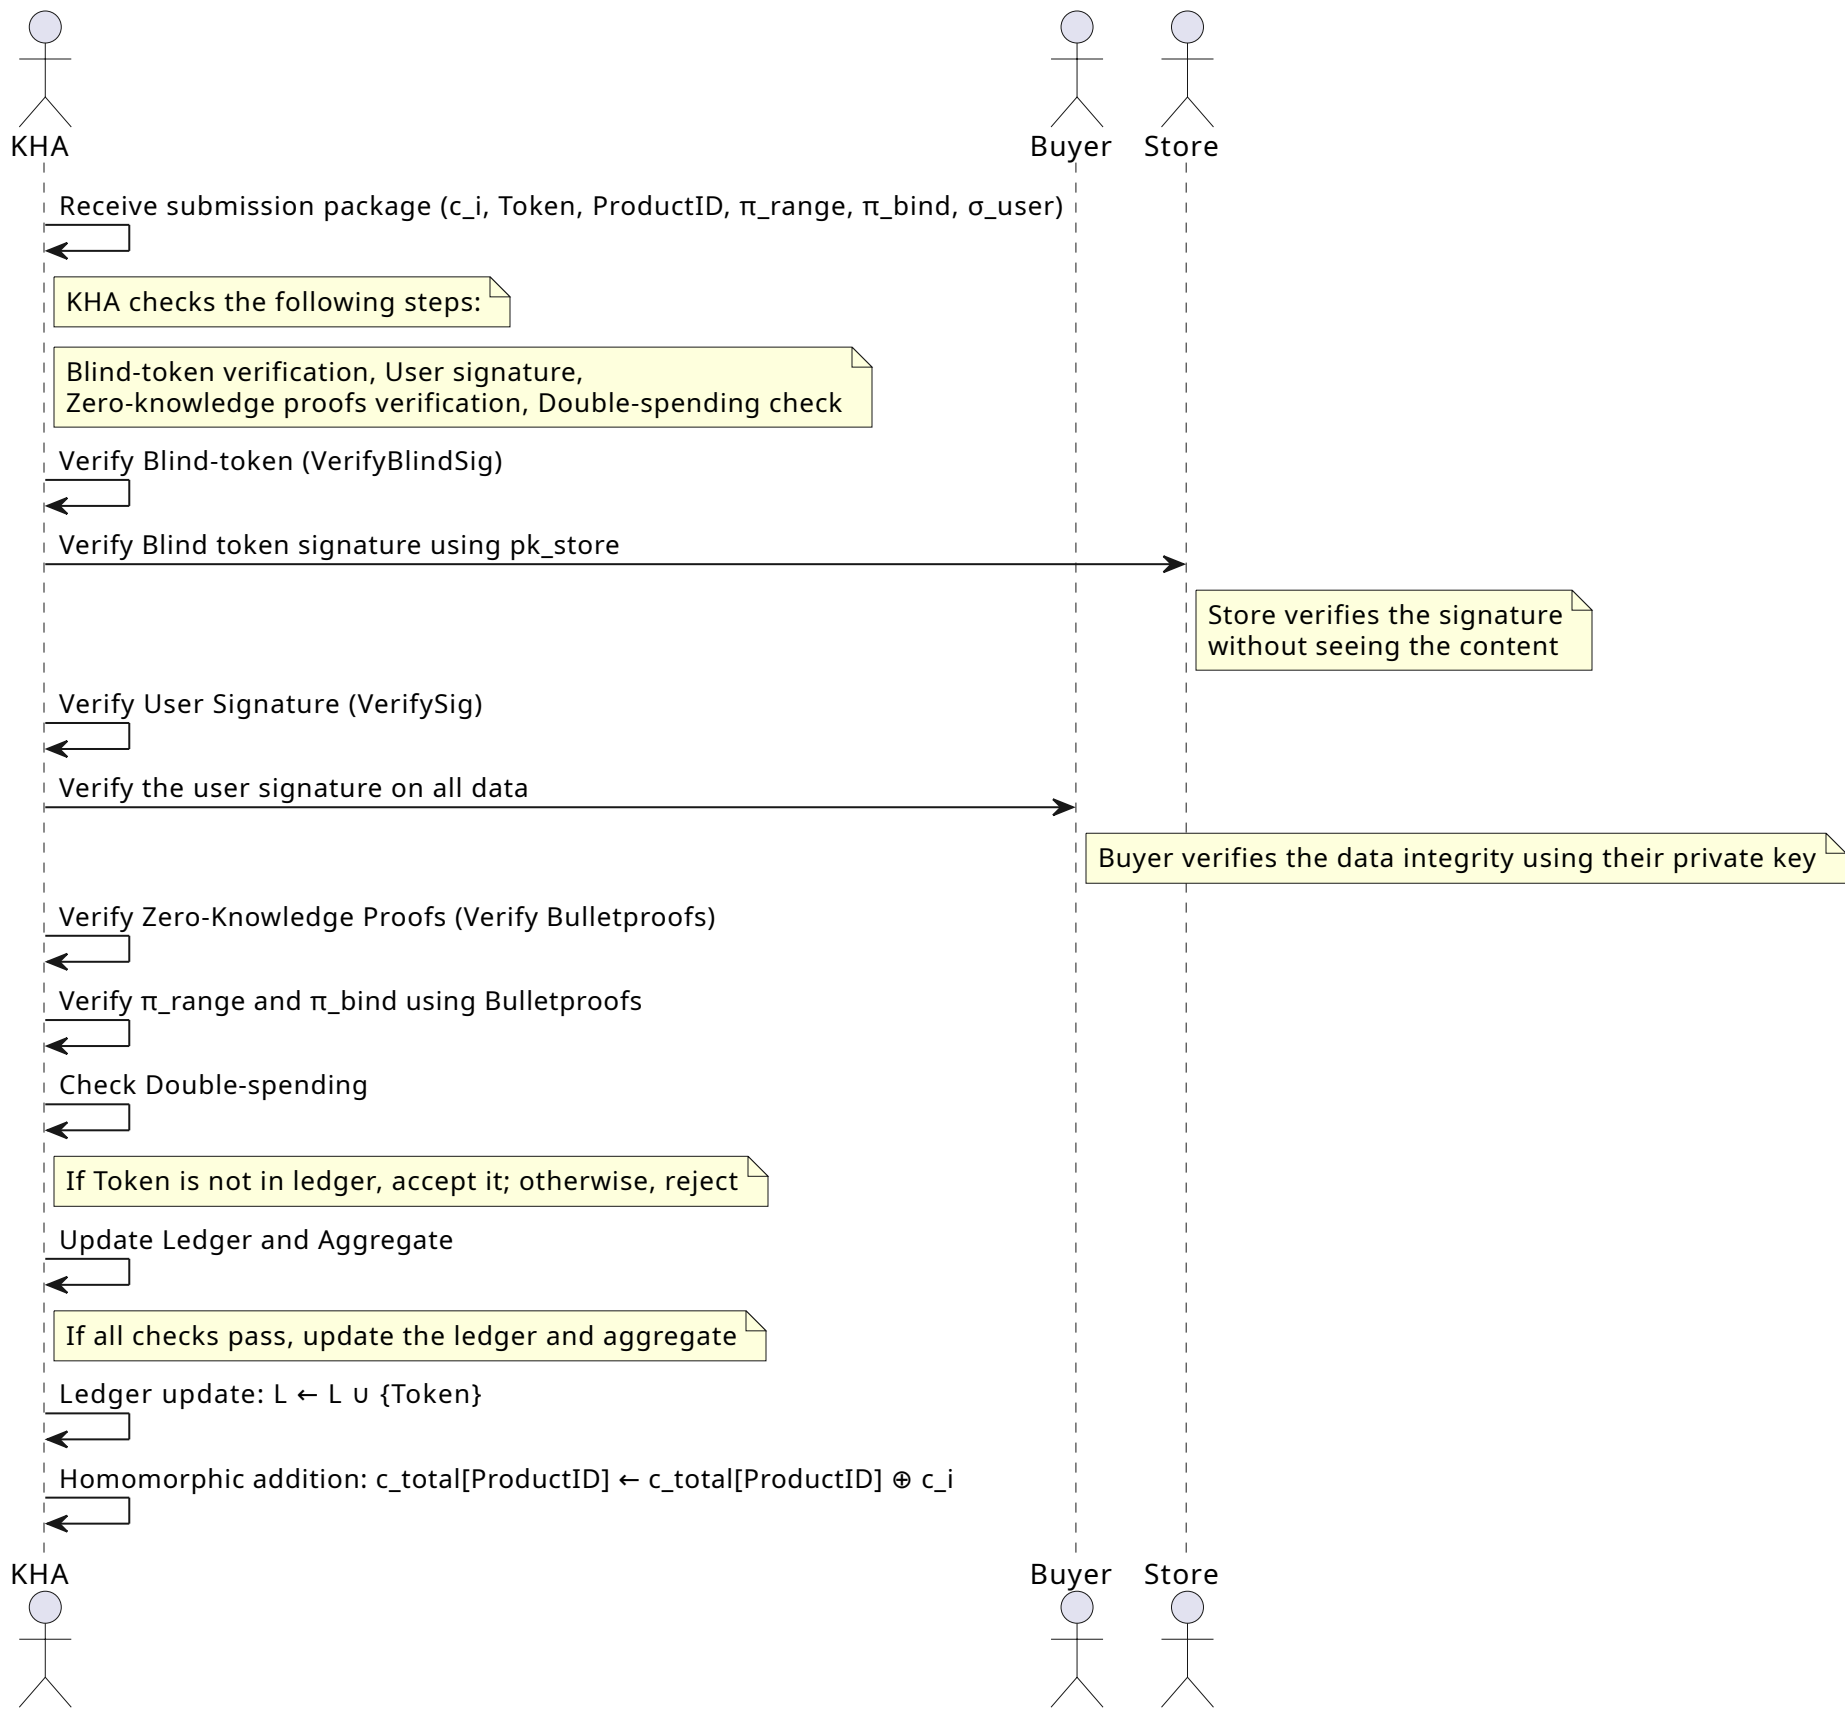 KHA
Buyer
Store
Receive submission package (c_i, Token, ProductID, π_range, π_bind, σ_user)
KHA checks the following steps:
Blind-token verification, User signature,
Zero-knowledge proofs verification, Double-spending check
Verify Blind-token (VerifyBlindSig)
Verify Blind token signature using pk_store
Store verifies the signature
without seeing the content
Verify User Signature (VerifySig)
Verify the user signature on all data
Buyer verifies the data integrity using their private key
Verify Zero-Knowledge Proofs (Verify Bulletproofs)
Verify π_range and π_bind using Bulletproofs
Check Double-spending
If Token is not in ledger, accept it; otherwise, reject
Update Ledger and Aggregate
If all checks pass, update the ledger and aggregate
Ledger update: L ← L ∪ {Token}
Homomorphic addition: c_total[ProductID] ← c_total[ProductID] ⊕ c_i
KHA
Buyer
Store